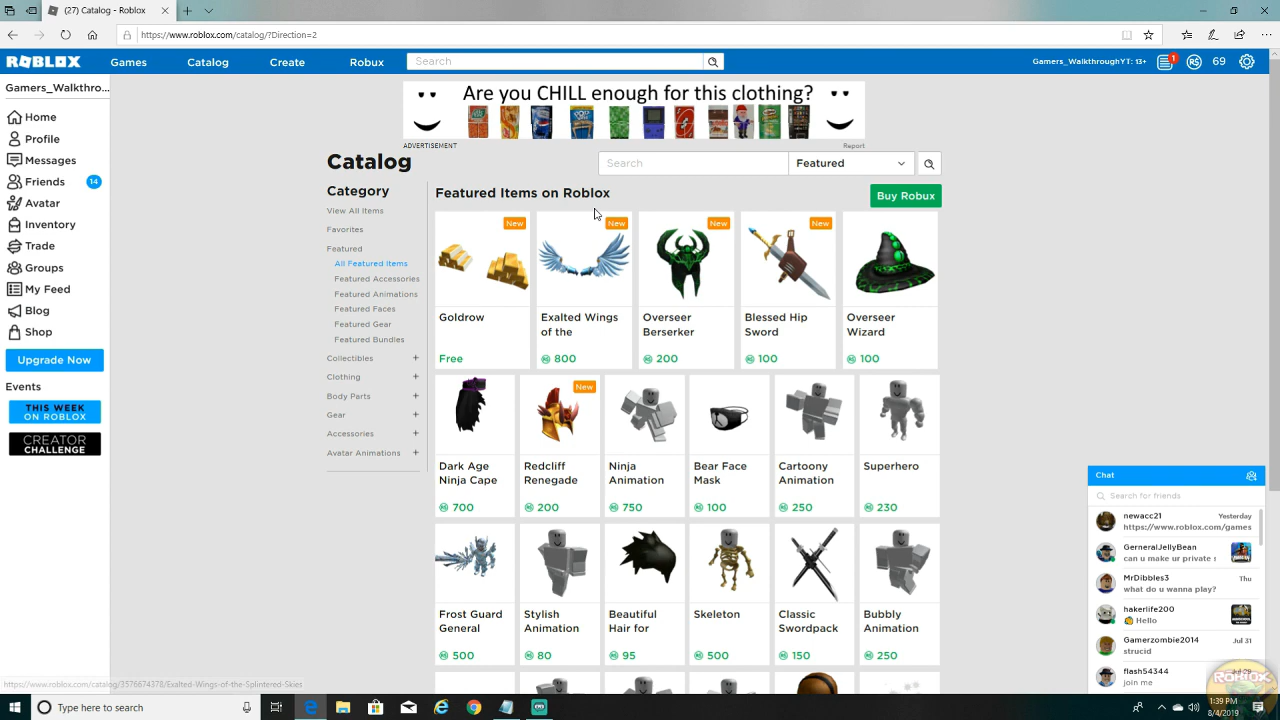 (27) Catalog - Roblox
https://www.roblox.com/catalog/?Direction=2
ROBLOX
Games
Catalog
Create
Robux
Search
Gamers_WalkthroughYT: 13+
1
69
Gamers_Walkthro...
Home
Profile
Messages
Friends
14
Avatar
Inventory
Trade
Groups
My Feed
Blog
Shop
Upgrade Now
Events
THIS WEEK
ON ROBLOX
CREATOR
CHALLENGE
Are you CHILL enough for this clothing?
ADVERTISEMENT
Report
Catalog
Search
Featured
Category
View All Items
Favorites
Featured
All Featured Items
Featured Accessories
Featured Animations
Featured Faces
Featured Gear
Featured Bundles
Collectibles +
Clothing +
Body Parts +
Gear +
Accessories +
Avatar Animations +
Featured Items on Roblox
Buy Robux
New
New
New
New
Goldrow
Free
Exalted Wings
of the
800
Overseer
Berserker
200
Blessed Hip
Sword
100
Overseer
Wizard
100
New
Dark Age
Ninja Cape
700
Redcliff
Renegade
200
Ninja
Animation
750
Bear Face
Mask
100
Cartoony
Animation
250
Superhero
230
Frost Guard
General
500
Stylish
Animation
80
Beautiful
Hair for
95
Skeleton
500
Classic
Swordpack
150
Bubbly
Animation
250
Chat
Search for friends
newacc21 Yesterday
https://www.roblox.com/games
GerneralJellyBean
can u make ur private s
MrDibbles3 Thu
what do u wanna play?
hakerlife200
Hello
Gamerzombie2014 Jul 31
strucid
flash54344
join me
ROBLOX
https://www.roblox.com/catalog/3576674378/Exalted-Wings-of-the-Splintered-Skies
Type here to search
1:39 PM
8/4/2019